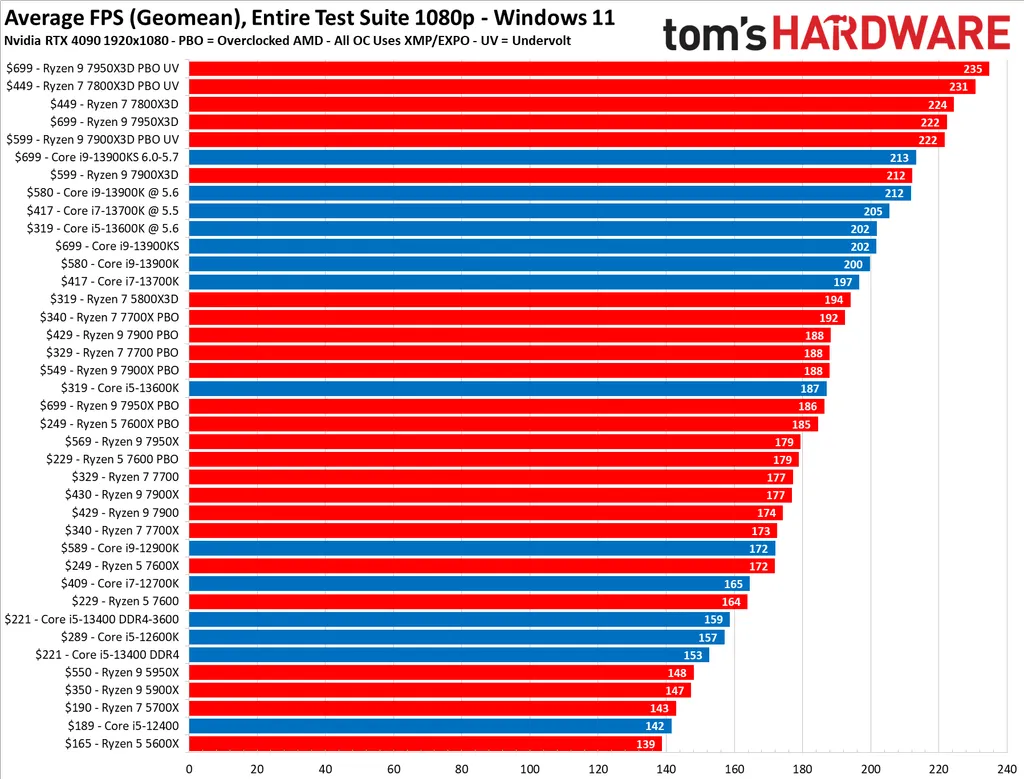 Average FPS (Geomean), Entire Test Suite 1080p - Windows 11
Nvidia RTX 4090 1920x1080 - PBO = Overclocked AMD - All OC Uses XMP/EXPO - UV = Undervolt
tom's HARDWARE
$699 - Ryzen 9 7950X3D PBO UV 235
$449 - Ryzen 7 7800X3D PBO UV 231
$449 - Ryzen 7 7800X3D 224
$699 - Ryzen 9 7950X3D 222
$599 - Ryzen 9 7900X3D PBO UV 222
$699 - Core i9-13900KS 6.0-5.7 213
$599 - Ryzen 9 7900X3D 212
$580 - Core i9-13900K @ 5.6 212
$417 - Core i7-13700K @ 5.5 205
$319 - Core i5-13600K @ 5.6 202
$699 - Core i9-13900KS 202
$580 - Core i9-13900K 200
$417 - Core i7-13700K 197
$319 - Ryzen 7 5800X3D 194
$340 - Ryzen 7 7700X PBO 192
$429 - Ryzen 9 7900 PBO 188
$329 - Ryzen 7 7700 PBO 188
$549 - Ryzen 9 7900X PBO 188
$319 - Core i5-13600K 187
$699 - Ryzen 9 7950X PBO 186
$249 - Ryzen 5 7600X PBO 185
$569 - Ryzen 9 7950X 179
$229 - Ryzen 5 7600 PBO 179
$329 - Ryzen 7 7700 177
$430 - Ryzen 9 7900X 177
$429 - Ryzen 9 7900 174
$340 - Ryzen 7 7700X 173
$589 - Core i9-12900K 172
$249 - Ryzen 5 7600X 172
$409 - Core i7-12700K 165
$229 - Ryzen 5 7600 164
$221 - Core i5-13400 DDR4-3600 159
$289 - Core i5-12600K 157
$221 - Core i5-13400 DDR4 153
$550 - Ryzen 9 5950X 148
$350 - Ryzen 9 5900X 147
$190 - Ryzen 7 5700X 143
$189 - Core i5-12400 142
$165 - Ryzen 5 5600X 139
0 20 40 60 80 100 120 140 160 180 200 220 240